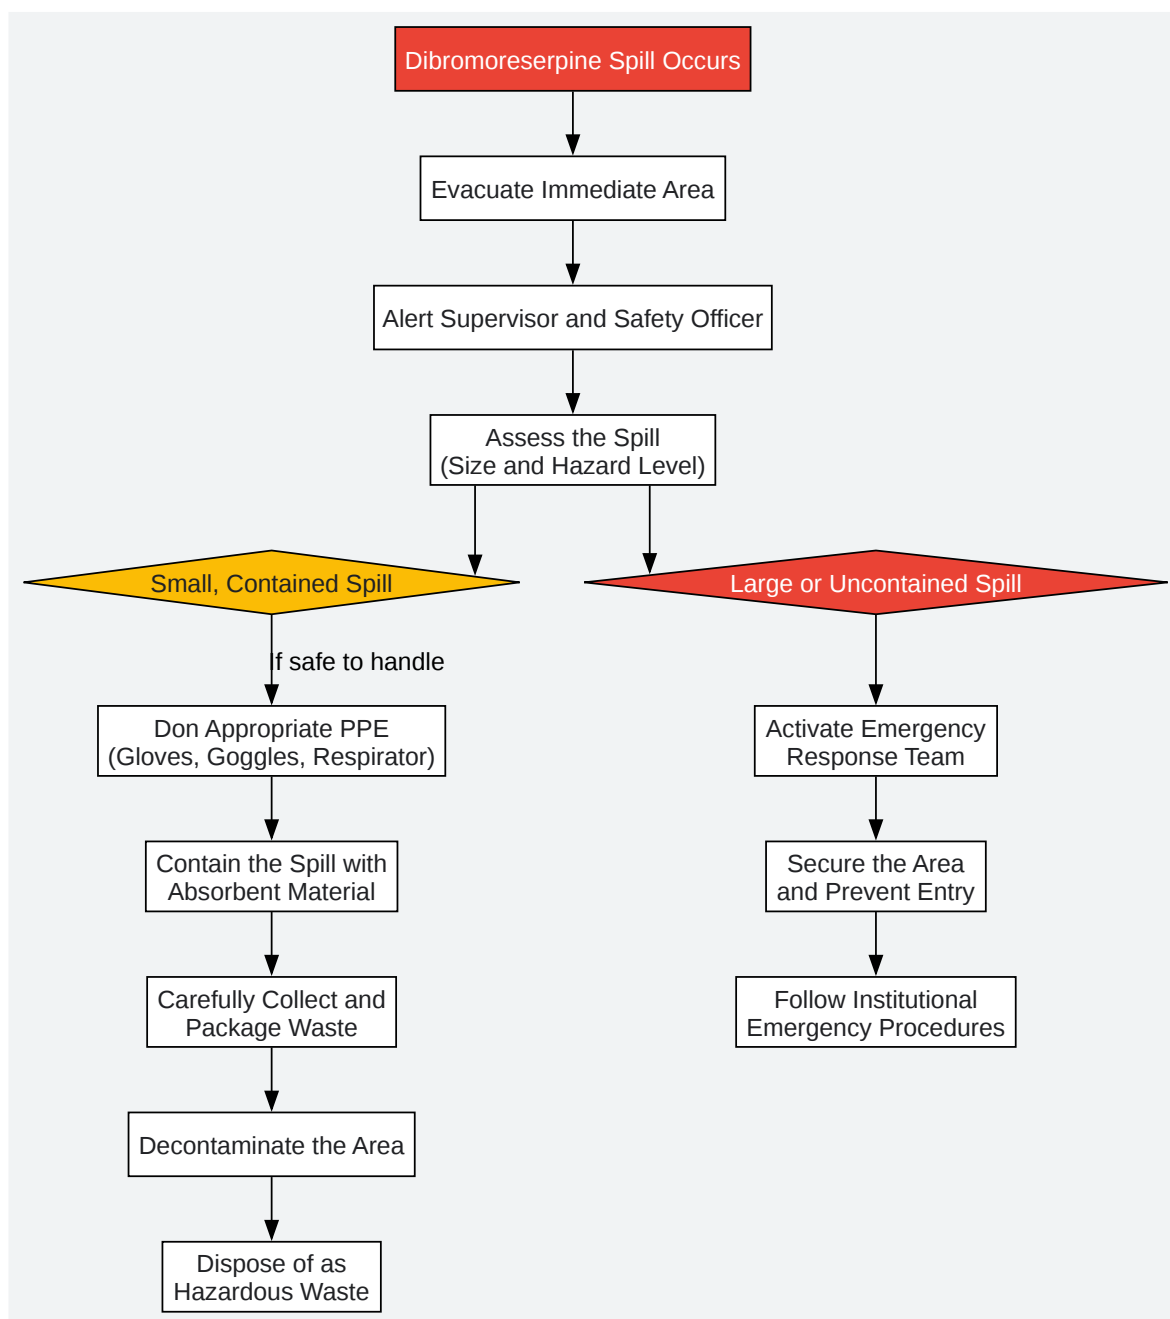 Dibromoreserpine Spill Occurs
Evacuate Immediate Area
Alert Supervisor and Safety Officer
Assess the Spill
(Size and Hazard Level)
Small, Contained Spill
Large or Uncontained Spill
If safe to handle
Don Appropriate PPE
(Gloves, Goggles, Respirator)
Activate Emergency
Response Team
Contain the Spill with
Absorbent Material
Secure the Area
and Prevent Entry
Carefully Collect and
Package Waste
Follow Institutional
Emergency Procedures
Decontaminate the Area
Dispose of as
Hazardous Waste